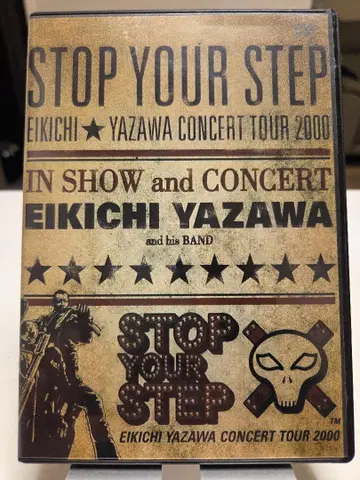 STOP YOUR STEP
EIKICHI ★ YAZAWA CONCERT TOUR 2000
IN SHOW and CONCERT
EIKICHI YAZAWA
and his BAND
★★★★★★★★★
STOP
YOUR
STEP
TM
EIKICHI YAZAWA CONCERT TOUR 2000